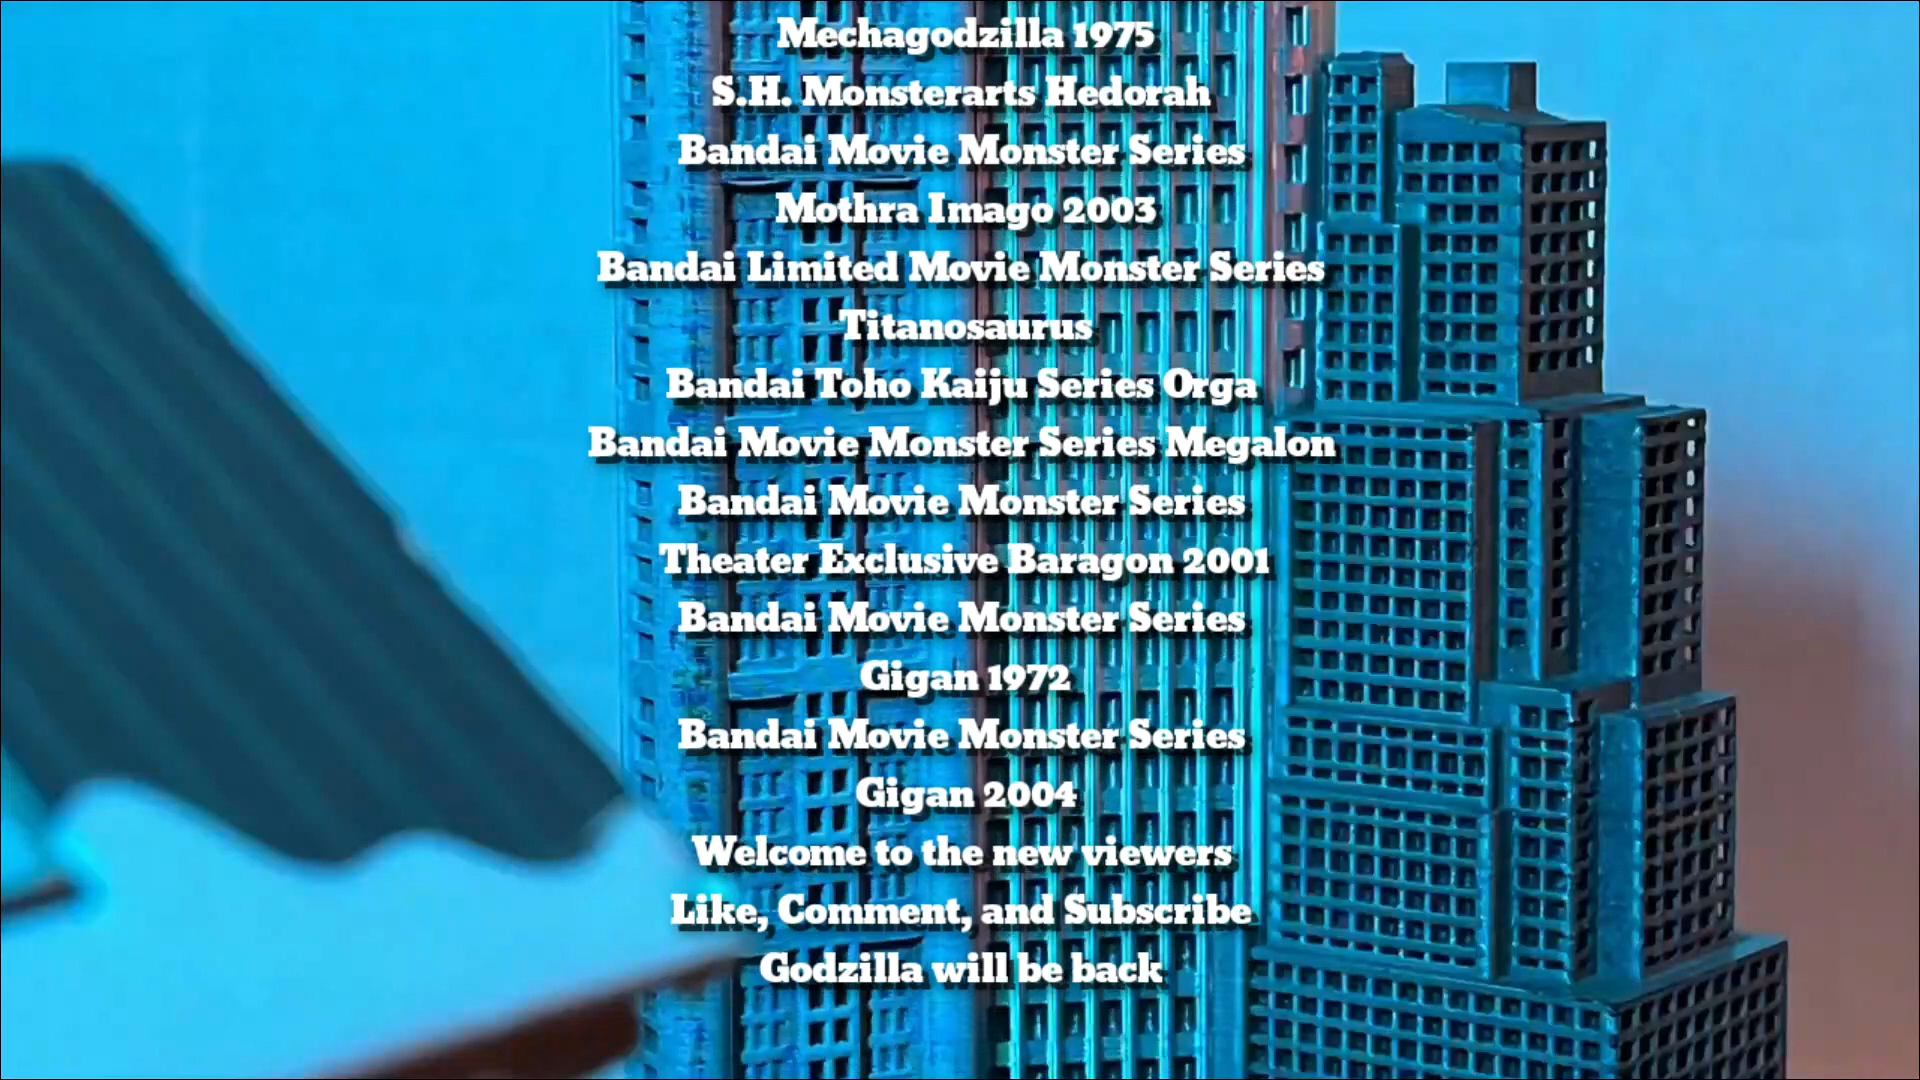 Mechagodzilla 1975
S.H. Monsterarts Hedorah
Bandai Movie Monster Series
Mothra Imago 2003
Bandai Limited Movie Monster Series
Titanosaurus
Bandai Toho Kaiju Series Orga
Bandai Movie Monster Series Megalon
Bandai Movie Monster Series
Theater Exclusive Baragon 2001
Bandai Movie Monster Series
Gigan 1972
Bandai Movie Monster Series
Gigan 2004
Welcome to the new viewers
Like, Comment, and Subscribe
Godzilla will be back